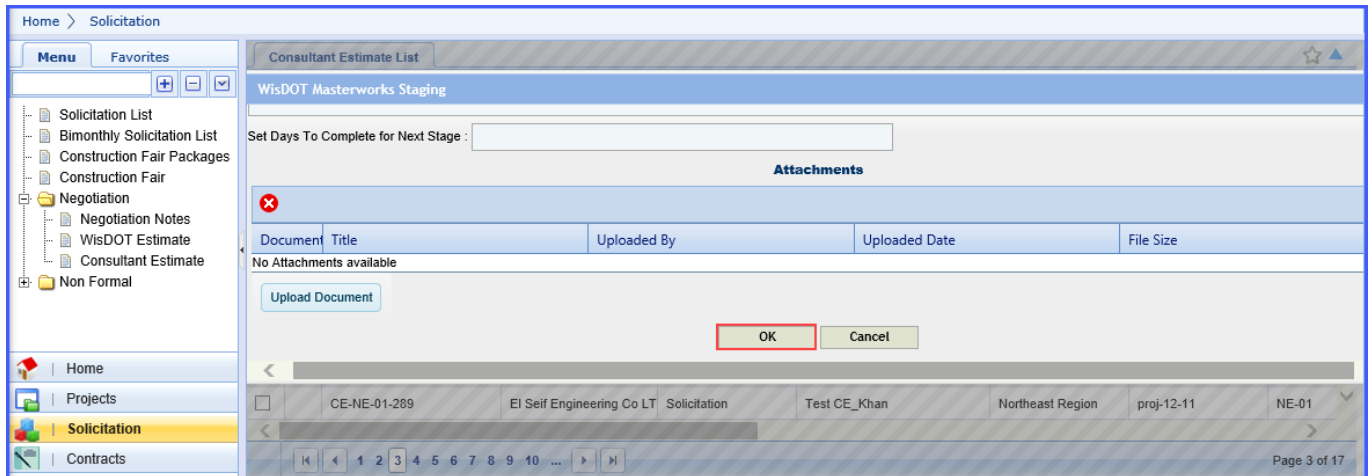 Home > Solicitation
Menu Favorites
Solicitation List
Bimonthly Solicitation List
Construction Fair Packages
Construction Fair
Negotiation
Negotiation Notes
WisDOT Estimate
Consultant Estimate
Non Formal
Home
Projects
Solicitation
Contracts
Consultant Estimate List
WisDOT Masterworks Staging
Set Days To Complete for Next Stage :
Attachments
Document Title Uploaded By Uploaded Date File Size
No Attachments available
Upload Document
OK Cancel
CE-NE-01-289 El Seif Engineering Co LT Solicitation Test CE_Khan Northeast Region proj-12-11 NE-01
1 2 3 4 5 6 7 8 9 10 ... Page 3 of 17